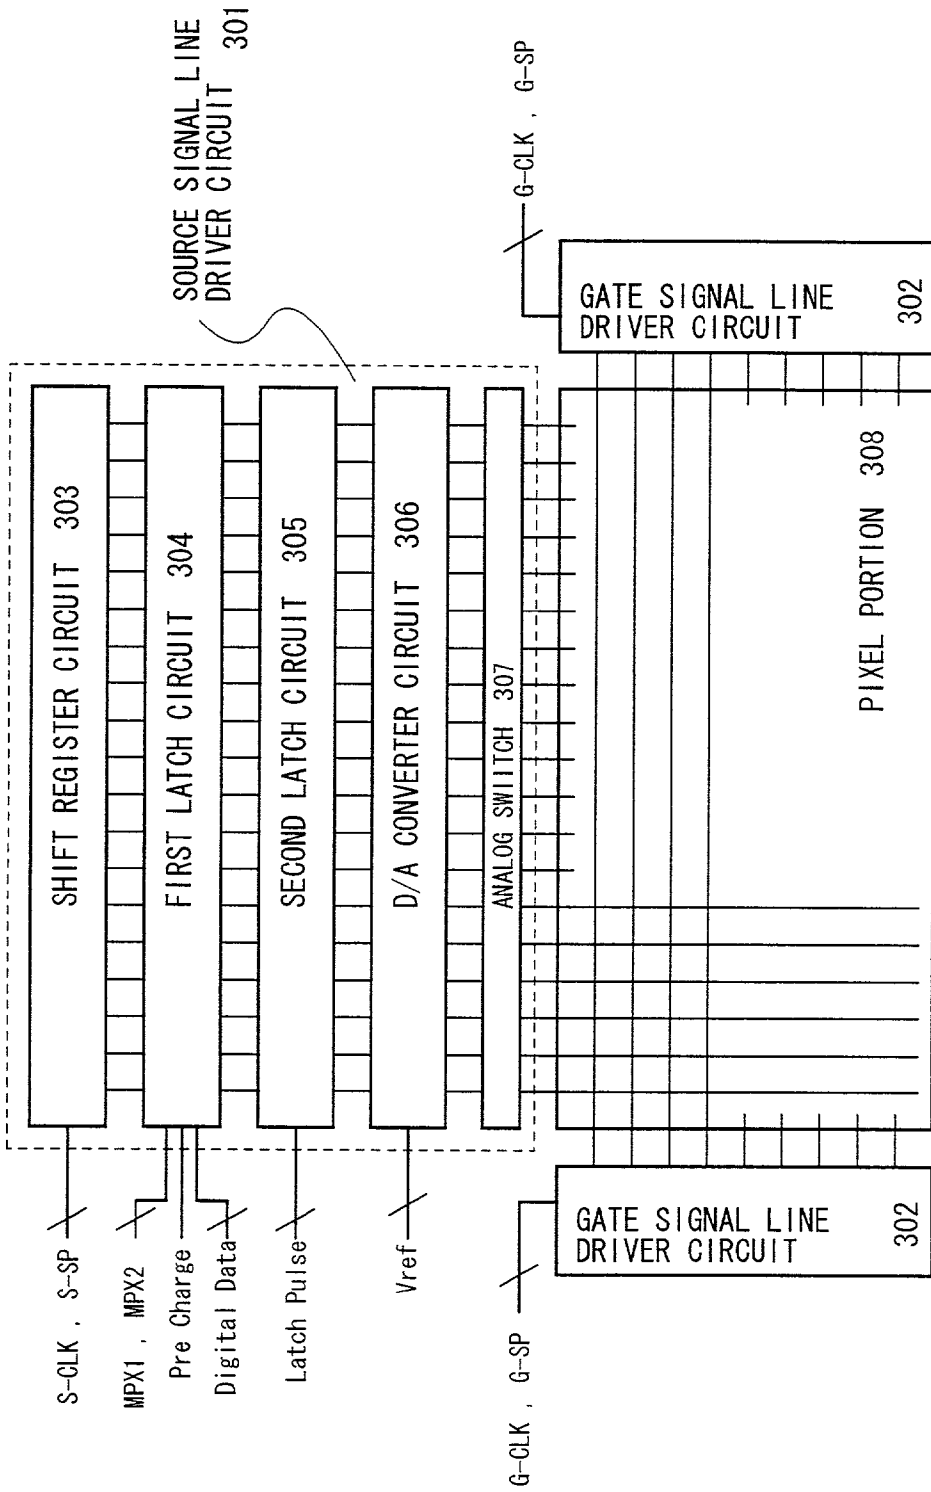 SOURCE SIGNAL LINE
DRIVER CIRCUIT 301
S-CLK , S-SP
SHIFT REGISTER CIRCUIT 303
MPX1 , MPX2
Pre Charge
Digital Data
FIRST LATCH CIRCUIT 304
Latch Pulse
SECOND LATCH CIRCUIT 305
Vref
D/A CONVERTER CIRCUIT 306
ANALOG SWIITCH 307
G-CLK , G-SP
GATE SIGNAL LINE
DRIVER CIRCUIT
302
PIXEL PORTION 308
G-CLK , G-SP
GATE SIGNAL LINE
DRIVER CIRCUIT
302